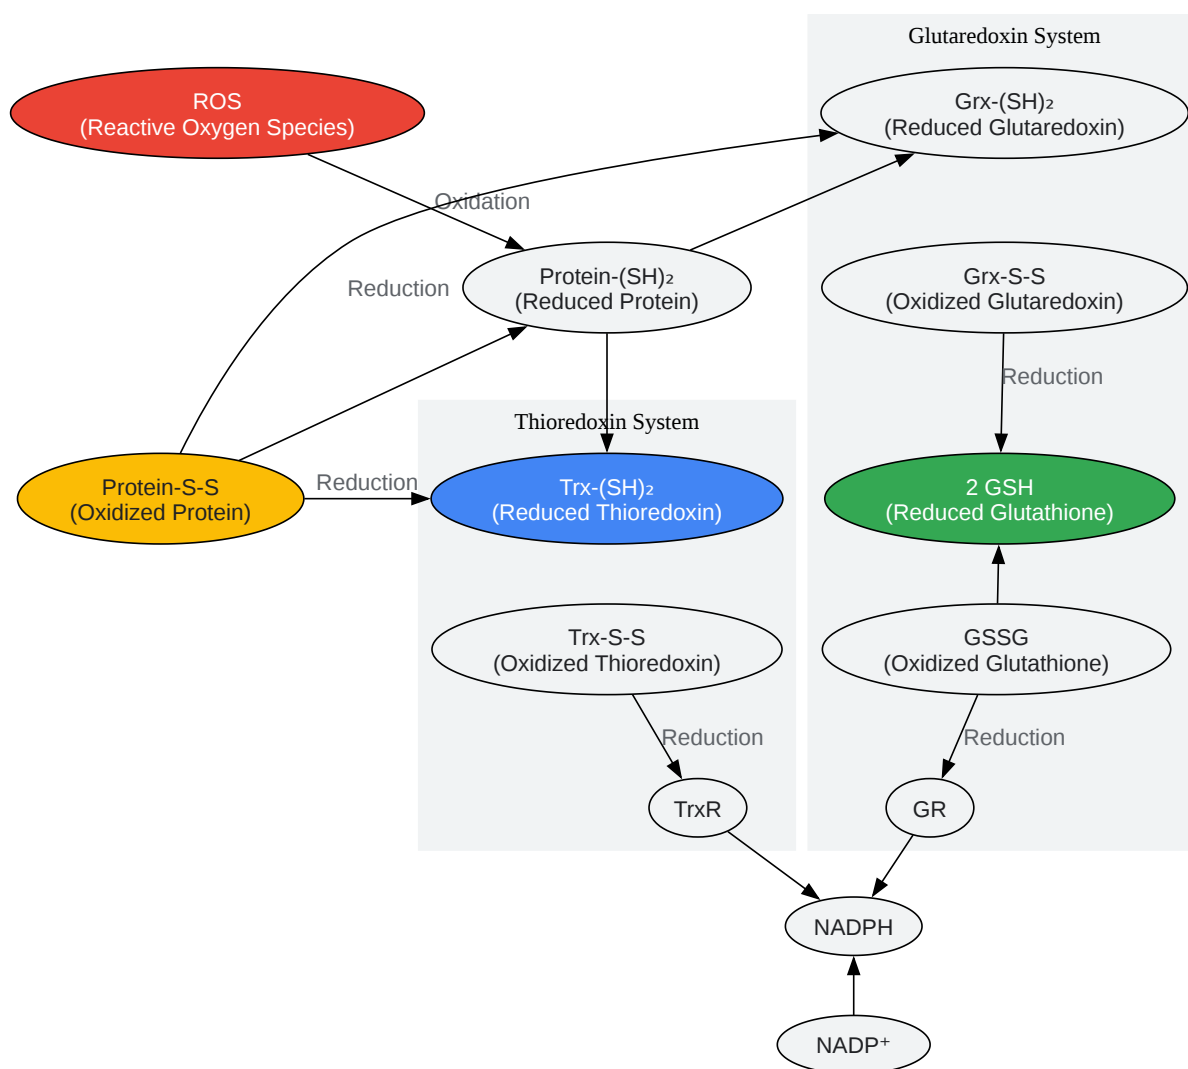 Glutaredoxin System
ROS
(Reactive Oxygen Species)
Grx-(SH)₂
(Reduced Glutaredoxin)
Oxidation
Protein-(SH)₂
(Reduced Protein)
Grx-S-S
(Oxidized Glutaredoxin)
Reduction
Reduction
Thioredoxin System
Protein-S-S
(Oxidized Protein)
Reduction
Trx-(SH)₂
(Reduced Thioredoxin)
2 GSH
(Reduced Glutathione)
Trx-S-S
(Oxidized Thioredoxin)
GSSG
(Oxidized Glutathione)
Reduction
Reduction
TrxR
GR
NADPH
NADP⁺